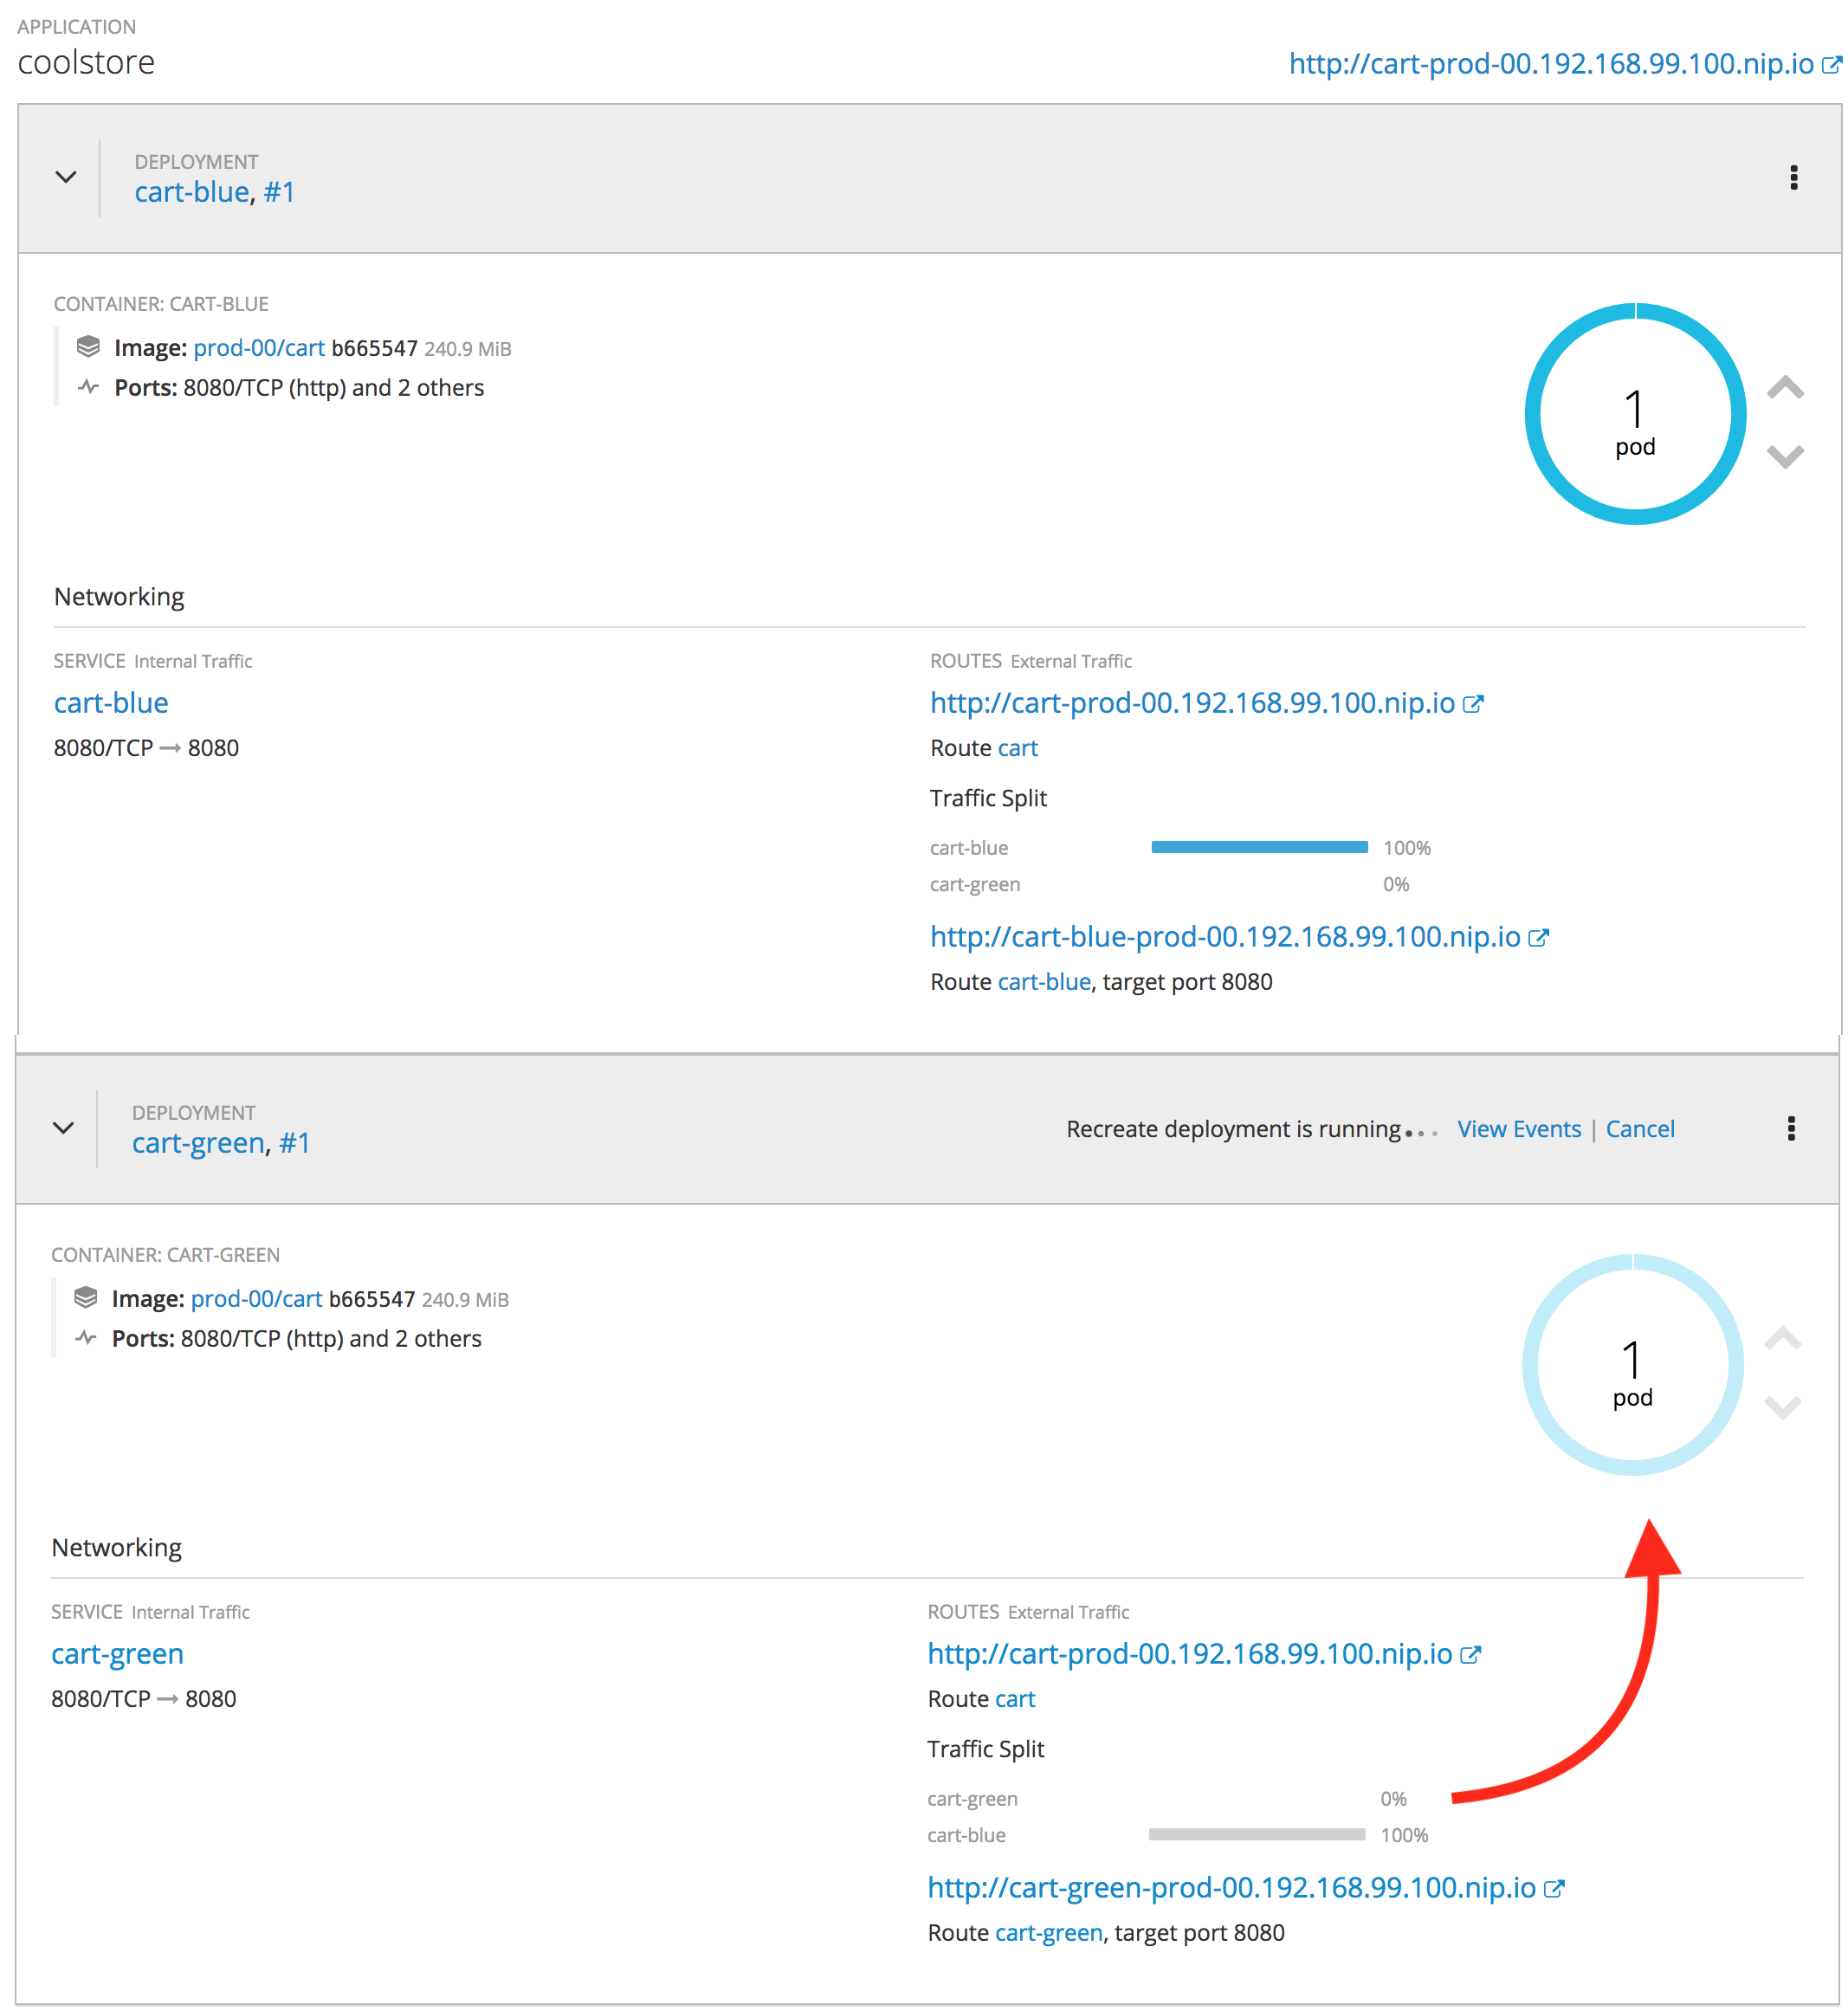 APPLICATION
coolstore
http://cart-prod-00.192.168.99.100.nip.io
DEPLOYMENT
cart-blue, #1
CONTAINER: CART-BLUE
Image: prod-00/cart b665547 240.9 MiB
Ports: 8080/TCP (http) and 2 others
1
pod
Networking
SERVICE Internal Traffic
cart-blue
8080/TCP → 8080
ROUTES External Traffic
http://cart-prod-00.192.168.99.100.nip.io
Route cart
Traffic Split
cart-blue 100%
cart-green 0%
http://cart-blue-prod-00.192.168.99.100.nip.io
Route cart-blue, target port 8080
DEPLOYMENT
cart-green, #1
Recreate deployment is running... View Events | Cancel
CONTAINER: CART-GREEN
Image: prod-00/cart b665547 240.9 MiB
Ports: 8080/TCP (http) and 2 others
1
pod
Networking
SERVICE Internal Traffic
cart-green
8080/TCP → 8080
ROUTES External Traffic
http://cart-prod-00.192.168.99.100.nip.io
Route cart
Traffic Split
cart-green 0%
cart-blue 100%
http://cart-green-prod-00.192.168.99.100.nip.io
Route cart-green, target port 8080